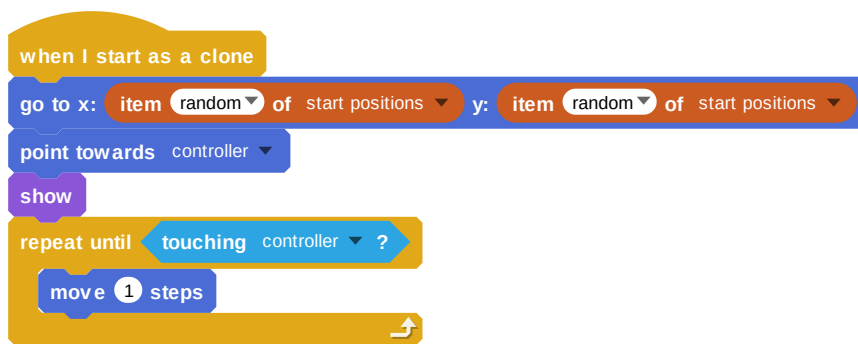 when I start as a clone
go to x: item random of start positions y: item random of start positions
point towards controller
show
repeat until touching controller ?
move 1 steps